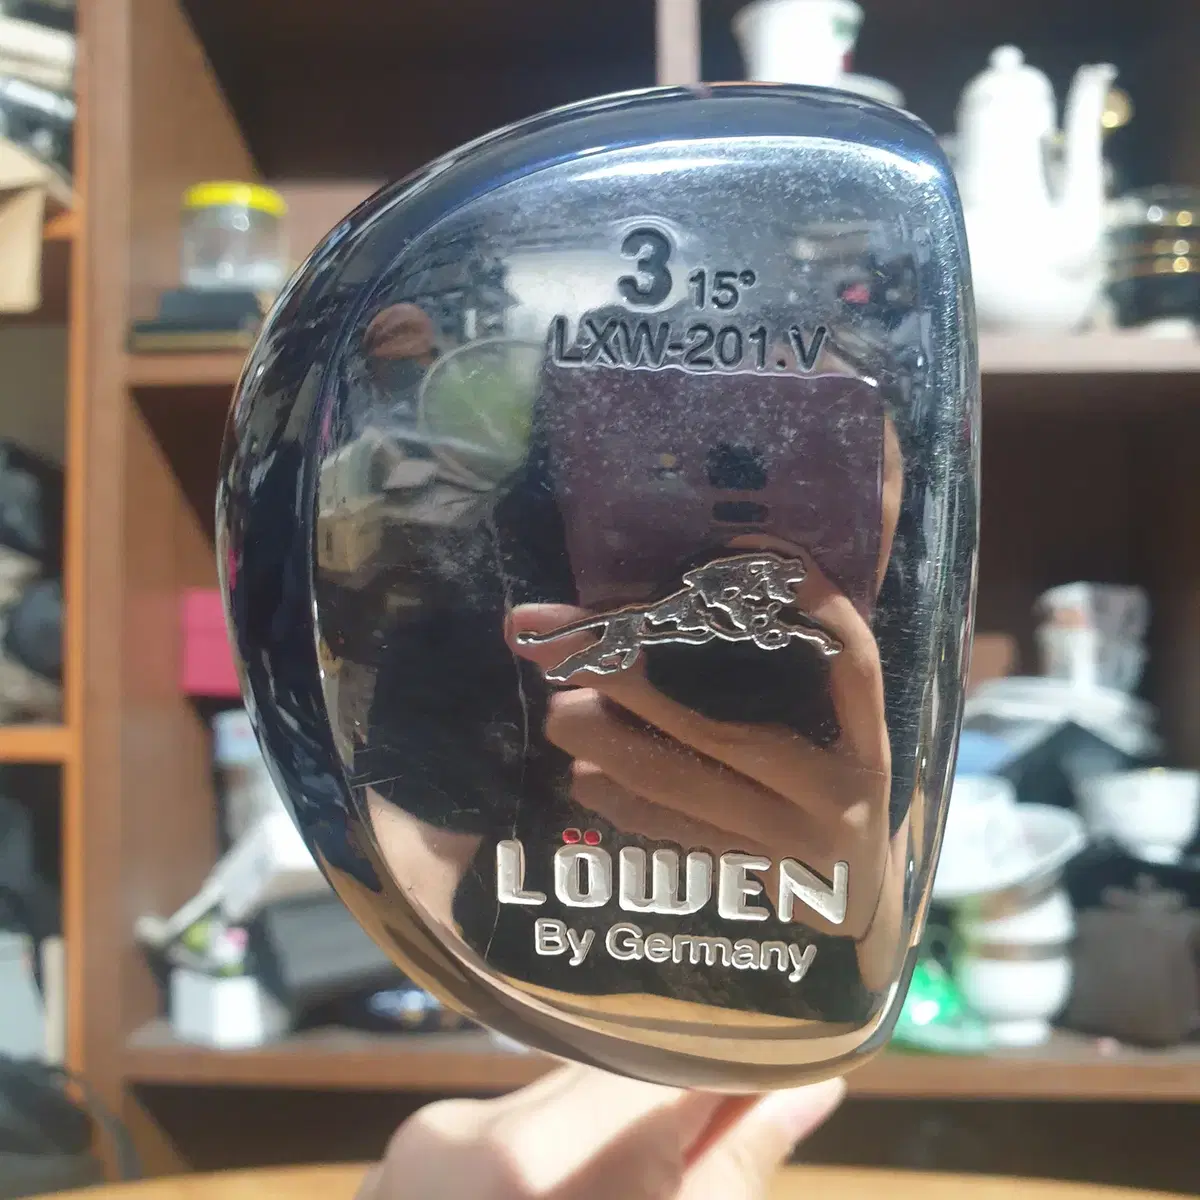 3 15°
LXW-201.V
LÖWEN
By Germany